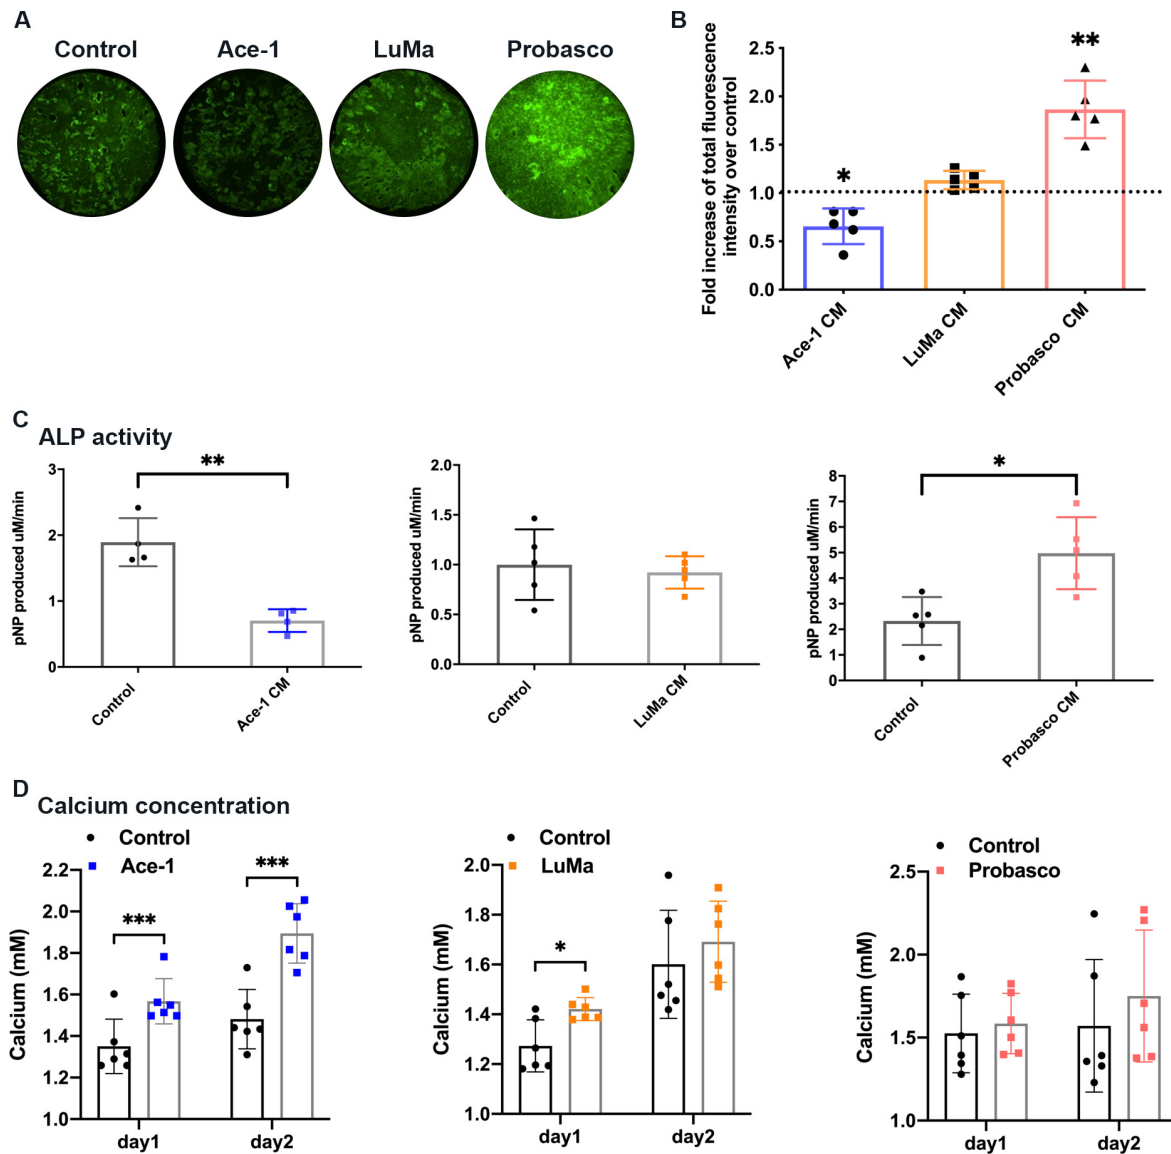 A
Control Ace-1 LuMa Probasco
B
Fold increase of total fluorescence
intensity over control
2.5
2.0
1.5
1.0
0.5
0.0
*
**
Ace-1 CM
LuMa CM
Probasco CM
C
ALP activity
pNP produced uM/min
3
2
1
0
**
Control
Ace-1 CM
pNP produced uM/min
2.0
1.5
1.0
0.5
0.0
Control
LuMa CM
pNP produced uM/min
8
7
6
5
4
3
2
1
0
*
Control
Probasco CM
D
Calcium concentration
Control
Ace-1
Calcium (mM)
2.2
2.0
1.8
1.6
1.4
1.2
1.0
***
***
day1 day2
Control
LuMa
Calcium (mM)
2.0
1.8
1.6
1.4
1.2
1.0
*
day1 day2
Control
Probasco
Calcium (mM)
2.5
2.0
1.5
1.0
day1 day2